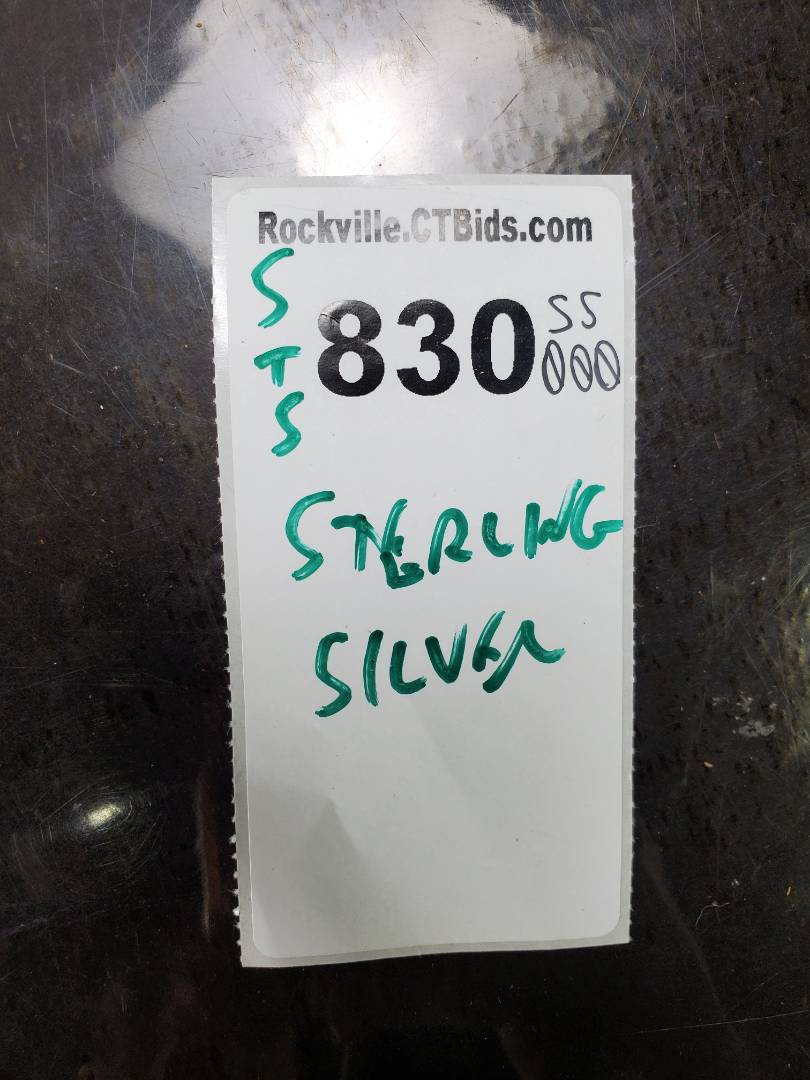 Rockville.CTBids.com
STS
830
SS
000
STERLING
SILVER